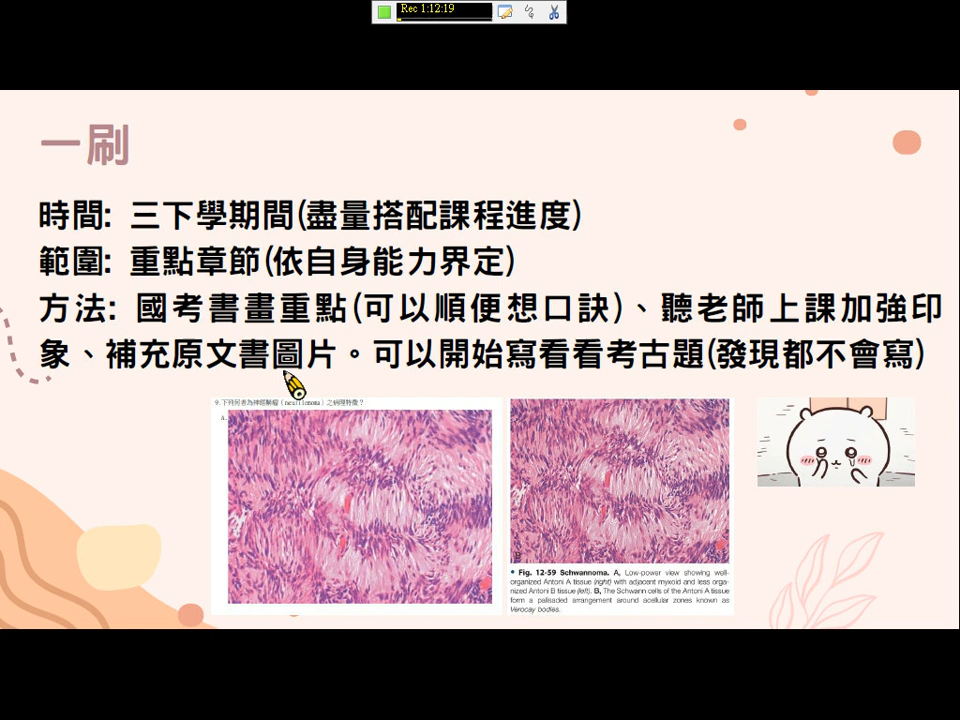 Rec 1:12:19
一刷
時間: 三下學期間(盡量搭配課程進度)
範圍: 重點章節(依自身能力界定)
方法: 國考書畫重點(可以順便想口訣)、聽老師上課加強印
象、補充原文書圖片。可以開始寫看看考古題(發現都不會寫)
9.下列何者為神經鞘瘤(neurilemoma)之病理特徵?
A.
B
• Fig. 12-59 Schwannoma. A, Low-power view showing well-
organized Antoni A tissue (right) with adjacent myxoid and less orga-
nized Antoni B tissue (left). B, The Schwann cells of the Antoni A tissue
form a palisaded arrangement around acellular zones known as
Verocay bodies.